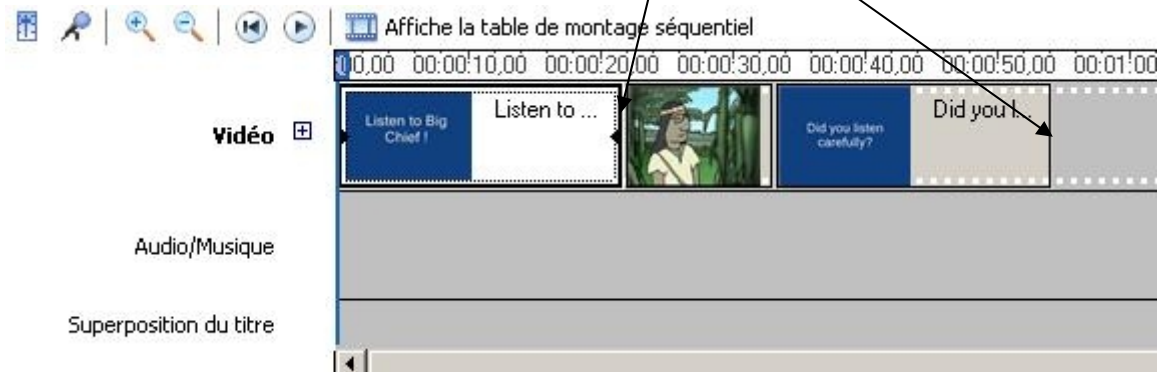 Affiche la table de montage séquentiel
00,00 00:00:10,00 00:00:20,00 00:00:30,00 00:00:40,00 00:00:50,00 00:01:00
Vidéo
Listen to Big
Chief !
Listen to ...
Did you listen
carefully?
Did you l...
Audio/Musique
Superposition du titre